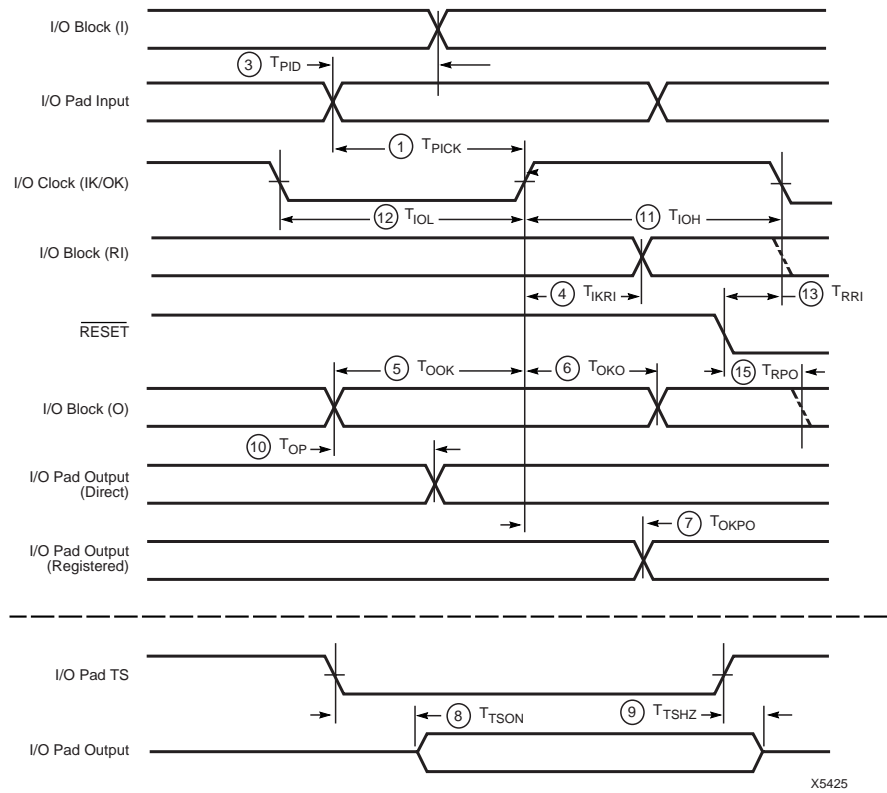 I/O Block (I)
3 TPID
I/O Pad Input
1 TPICK
I/O Clock (IK/OK)
12 TIOL
11 TIOH
I/O Block (RI)
4 TIKRI
13 TRRI
RESET
5 TOOK
6 TOKO
15 TRPO
I/O Block (O)
10 TOP
I/O Pad Output
(Direct)
7 TOKPO
I/O Pad Output
(Registered)
I/O Pad TS
8 TTSON
9 TTSHZ
I/O Pad Output
X5425